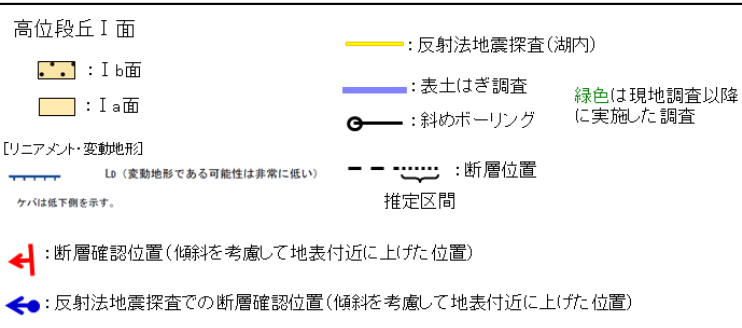 高位段丘Ⅰ面
：Ⅰb面
：Ⅰa面
[リニアメント・変動地形]
LD（変動地形である可能性は非常に低い）
ケバは低下側を示す。
：反射法地震探査(湖内)
：表土はぎ調査
：斜めボーリング
緑色は現地調査以降
に実施した調査
：断層位置
推定区間
：断層確認位置(傾斜を考慮して地表付近に上げた位置)
：反射法地震探査での断層確認位置(傾斜を考慮して地表付近に上げた位置)